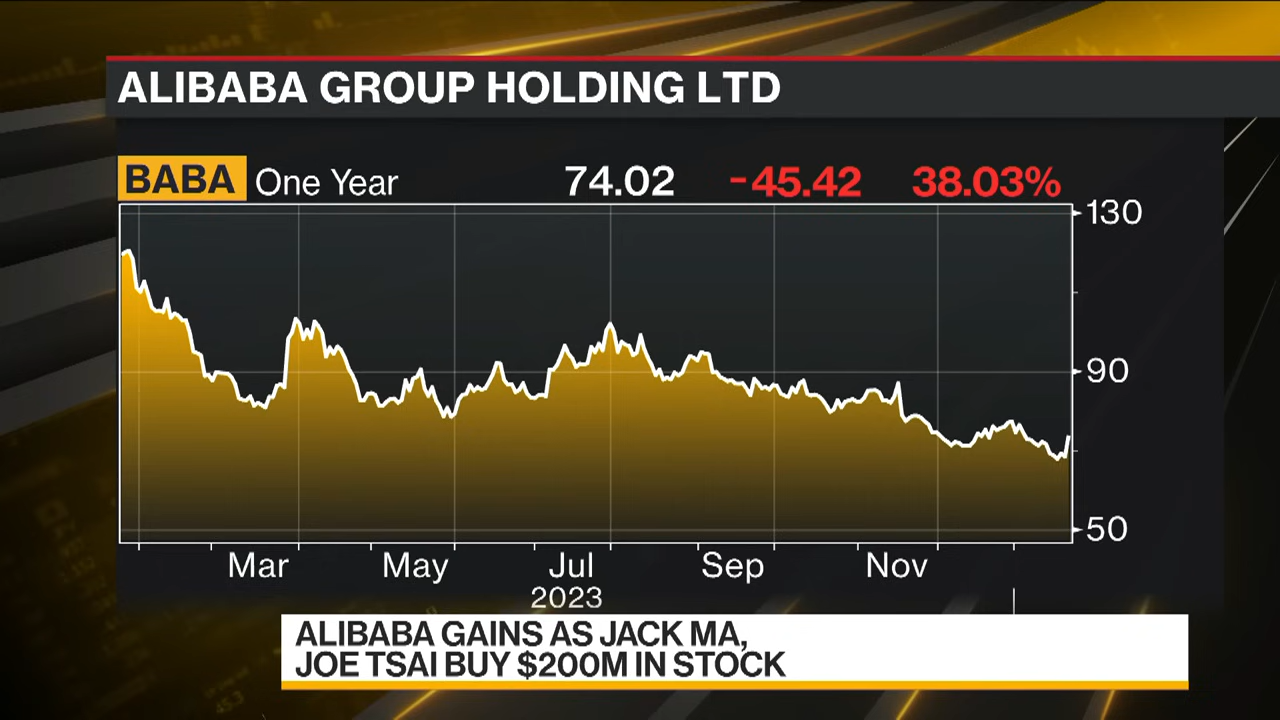 ALIBABA GROUP HOLDING LTD
BABA One Year 74.02 -45.42 38.03%
130
90
50
Mar May Jul Sep Nov
2023
ALIBABA GAINS AS JACK MA,
JOE TSAI BUY $200M IN STOCK